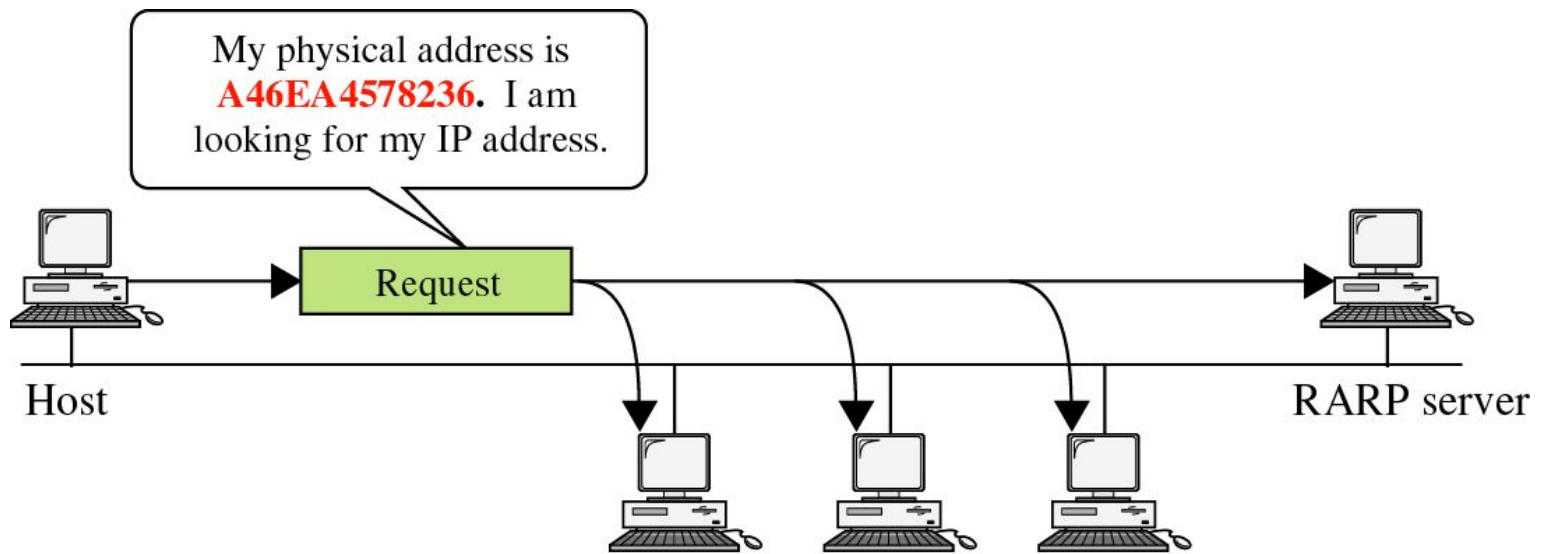 My physical address is
A46EA4578236. I am
looking for my IP address.
Request
Host
RARP server